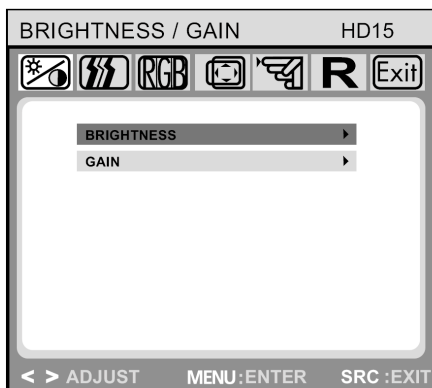 BRIGHTNESS / GAIN HD15
RGB R Exit
BRIGHTNESS
GAIN
< > ADJUST MENU:ENTER SRC :EXIT